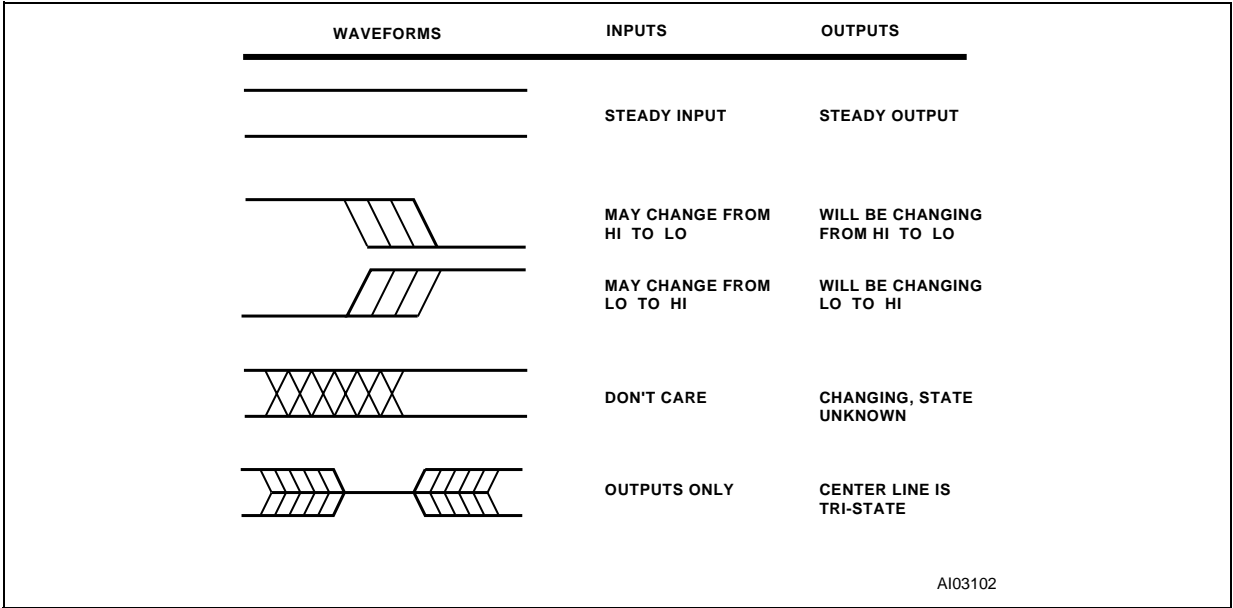 WAVEFORMS INPUTS OUTPUTS
STEADY INPUT STEADY OUTPUT
MAY CHANGE FROM WILL BE CHANGING
HI TO LO FROM HI TO LO
MAY CHANGE FROM WILL BE CHANGING
LO TO HI LO TO HI
DON'T CARE CHANGING, STATE
UNKNOWN
OUTPUTS ONLY CENTER LINE IS
TRI-STATE
AI03102